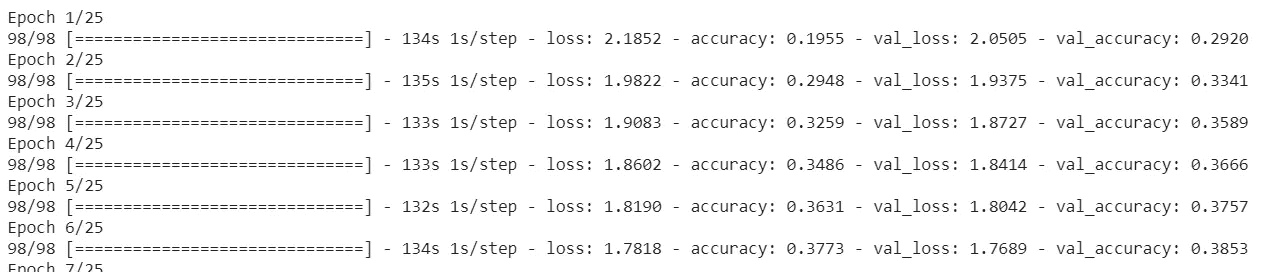 Epoch 1/25
98/98 [==============================] - 134s 1s/step - loss: 2.1852 - accuracy: 0.1955 - val_loss: 2.0505 - val_accuracy: 0.2920
Epoch 2/25
98/98 [==============================] - 135s 1s/step - loss: 1.9822 - accuracy: 0.2948 - val_loss: 1.9375 - val_accuracy: 0.3341
Epoch 3/25
98/98 [==============================] - 133s 1s/step - loss: 1.9083 - accuracy: 0.3259 - val_loss: 1.8727 - val_accuracy: 0.3589
Epoch 4/25
98/98 [==============================] - 133s 1s/step - loss: 1.8602 - accuracy: 0.3486 - val_loss: 1.8414 - val_accuracy: 0.3666
Epoch 5/25
98/98 [==============================] - 132s 1s/step - loss: 1.8190 - accuracy: 0.3631 - val_loss: 1.8042 - val_accuracy: 0.3757
Epoch 6/25
98/98 [==============================] - 134s 1s/step - loss: 1.7818 - accuracy: 0.3773 - val_loss: 1.7689 - val_accuracy: 0.3853
Epoch 7/25